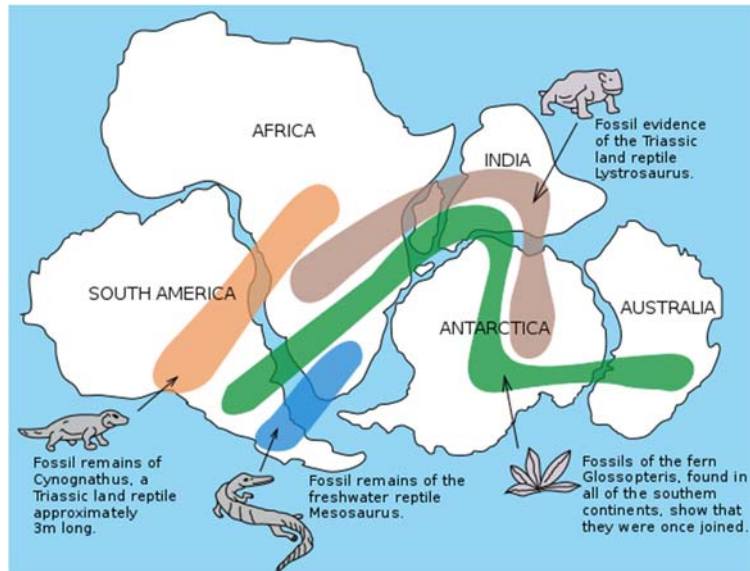 AFRICA
INDIA
Fossil evidence
of the Triassic
land reptile
Lystrosaurus.
SOUTH AMERICA
ANTARCTICA
AUSTRALIA
Fossil remains of
Cynognathus, a
Triassic land reptile
approximately
3m long.
Fossil remains of the
freshwater reptile
Mesosaurus.
Fossils of the fern
Glossopteris, found in
all of the southern
continents, show that
they were once joined.